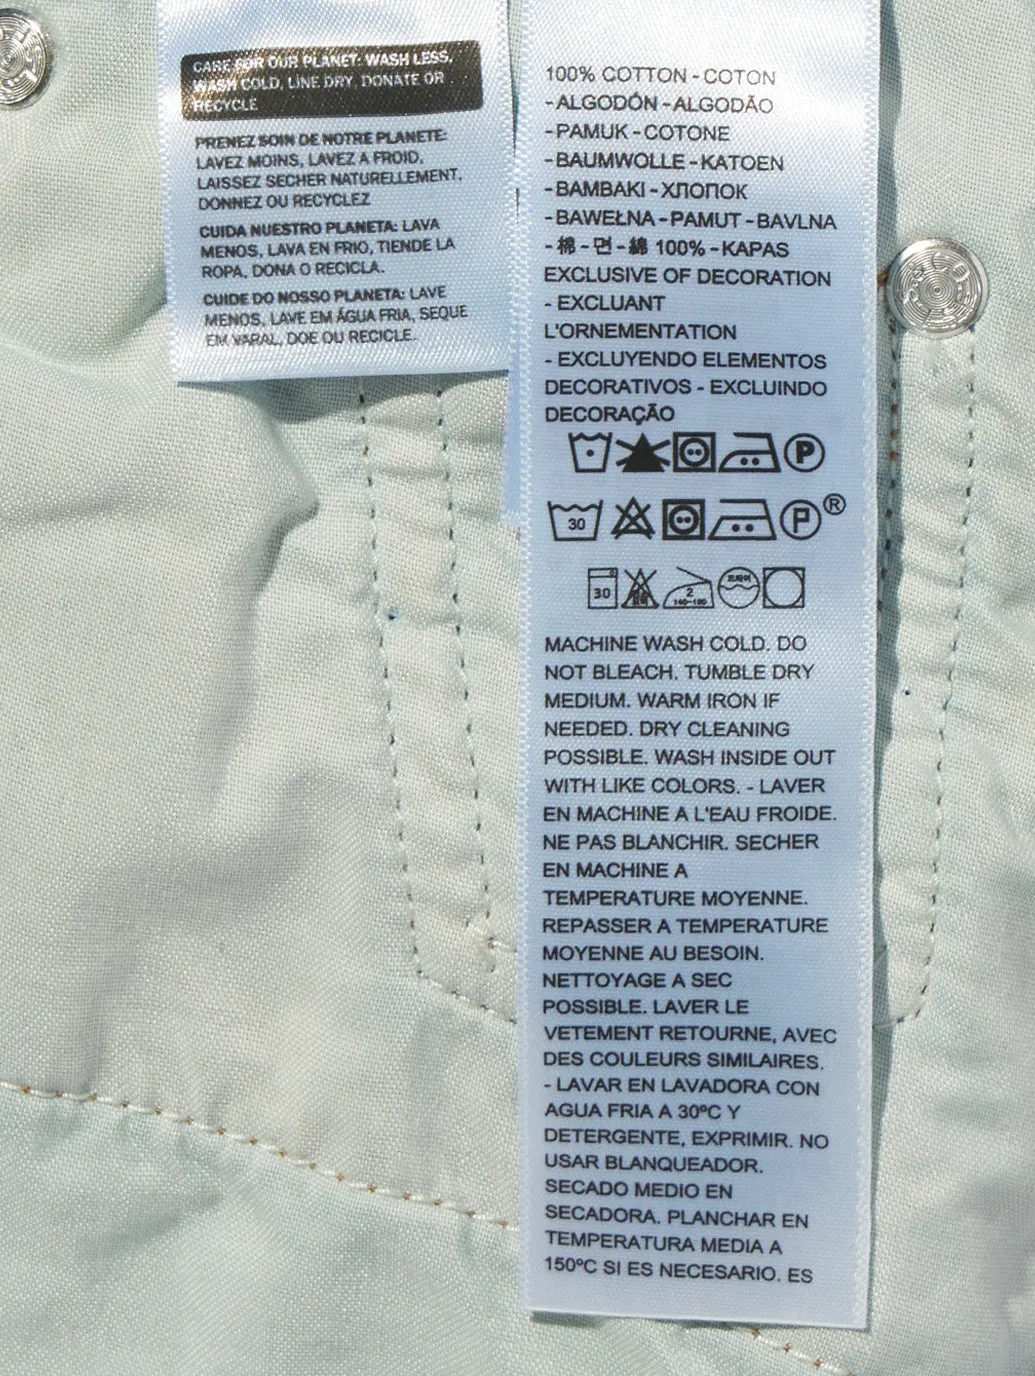 CARE FOR OUR PLANET: WASH LESS,
WASH COLD, LINE DRY, DONATE OR
RECYCLE
PRENEZ SOIN DE NOTRE PLANETE:
LAVEZ MOINS, LAVEZ A FROID,
LAISSEZ SECHER NATURELLEMENT,
DONNEZ OU RECYCLEZ
CUIDA NUESTRO PLANETA: LAVA
MENOS, LAVA EN FRIO, TIENDE LA
ROPA, DONA O RECICLA.
CUIDE DO NOSSO PLANETA: LAVE
MENOS, LAVE EM ÁGUA FRIA, SEQUE
EM VARAL, DOE OU RECICLE.
100% COTTON - COTON
- ALGODÓN - ALGODÃO
- PAMUK - COTONE
- BAUMWOLLE - KATOEN
- BAMBAKI - ХЛОПОК
- BAWEŁNA - PAMUT - BAVLNA
- 棉 - 면 - 綿 100% - KAPAS
EXCLUSIVE OF DECORATION
- EXCLUANT
L'ORNEMENTATION
- EXCLUYENDO ELEMENTOS
DECORATIVOS - EXCLUINDO
DECORAÇÃO
P
30 P ®
30 2 140-160 드라이
MACHINE WASH COLD. DO
NOT BLEACH. TUMBLE DRY
MEDIUM. WARM IRON IF
NEEDED. DRY CLEANING
POSSIBLE. WASH INSIDE OUT
WITH LIKE COLORS. - LAVER
EN MACHINE A L'EAU FROIDE.
NE PAS BLANCHIR. SECHER
EN MACHINE A
TEMPERATURE MOYENNE.
REPASSER A TEMPERATURE
MOYENNE AU BESOIN.
NETTOYAGE A SEC
POSSIBLE. LAVER LE
VETEMENT RETOURNE, AVEC
DES COULEURS SIMILAIRES.
- LAVAR EN LAVADORA CON
AGUA FRIA A 30ºC Y
DETERGENTE, EXPRIMIR. NO
USAR BLANQUEADOR.
SECADO MEDIO EN
SECADORA. PLANCHAR EN
TEMPERATURA MEDIA A
150ºC SI ES NECESARIO. ES